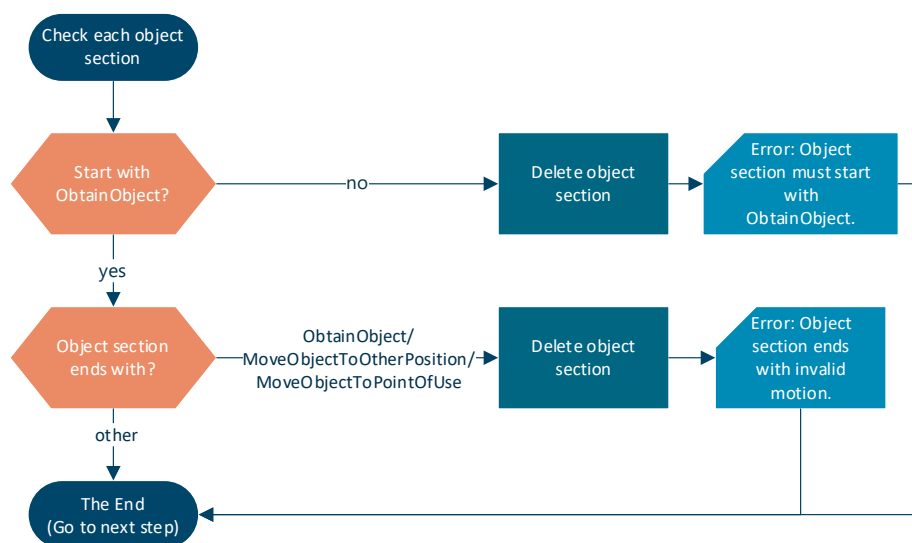 Check each object
section
Start with
ObtainObject?
no
Delete object
section
Error: Object
section must start
with
ObtainObject.
yes
Object section
ends with?
ObtainObject/
MoveObjectToOtherPosition/
MoveObjectToPointOfUse
Delete object
section
Error: Object
section ends
with invalid
motion.
other
The End
(Go to next step)